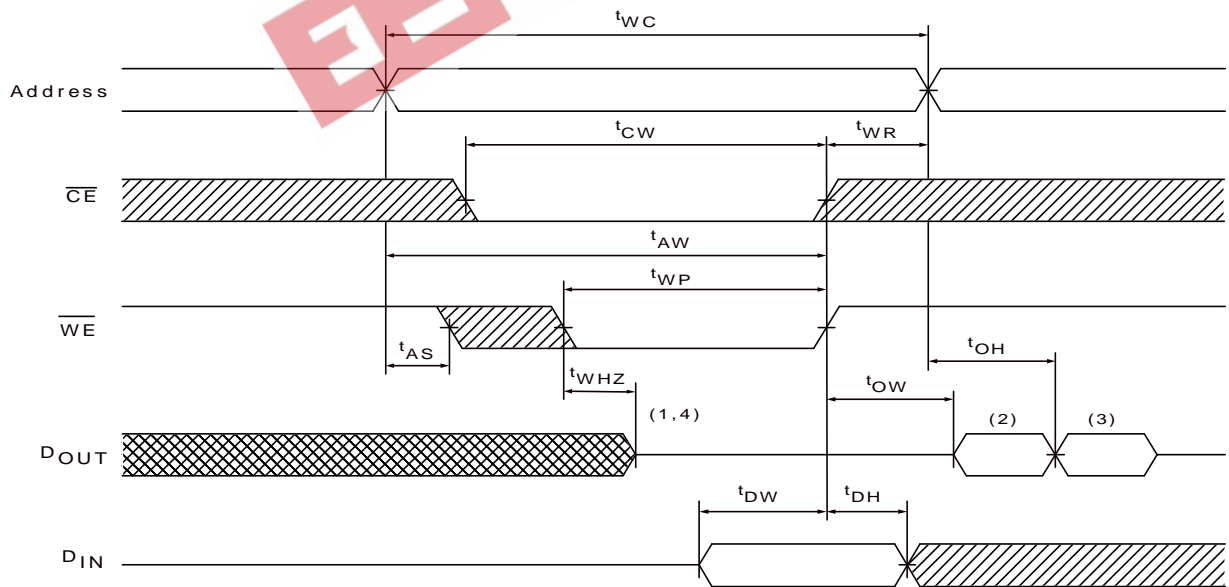 tWC
Address
tCW
tWR
CE
tAW
tWP
WE
tAS
tOH
tWHZ
tOW
(1,4)
(2)
(3)
DOUT
tDW
tDH
DIN